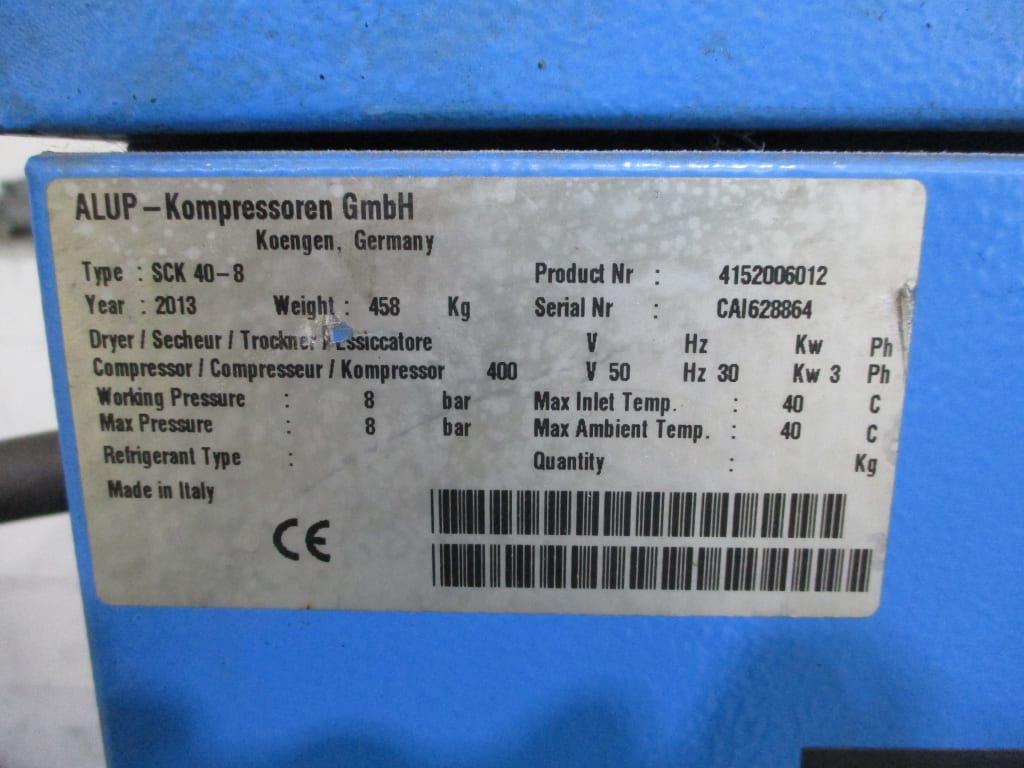 ALUP-Kompressoren GmbH
Koengen, Germany
Type : SCK 40-8 Product Nr : 4152006012
Year : 2013 Weight : 458 Kg Serial Nr : CAI628864
Dryer / Secheur / Trockner / Essiccatore V Hz Kw Ph
Compressor / Compresseur / Kompressor 400 V 50 Hz 30 Kw 3 Ph
Working Pressure : 8 bar Max Inlet Temp. : 40 C
Max Pressure : 8 bar Max Ambient Temp. : 40 C
Refrigerant Type : Quantity : Kg
Made in Italy
CE